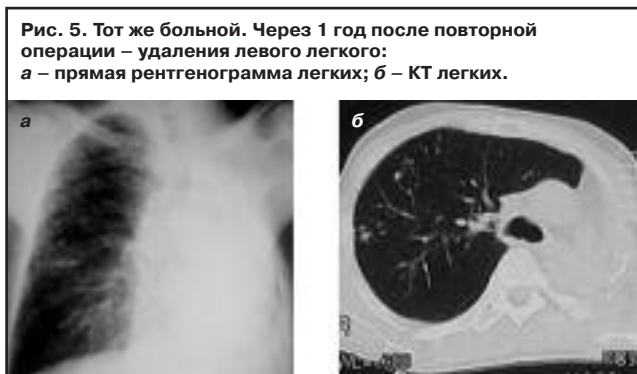 Рис. 5. Тот же больной. Через 1 год после повторной
операции – удаления левого легкого:
а – прямая рентгенограмма легких; б – КТ легких.
а
б